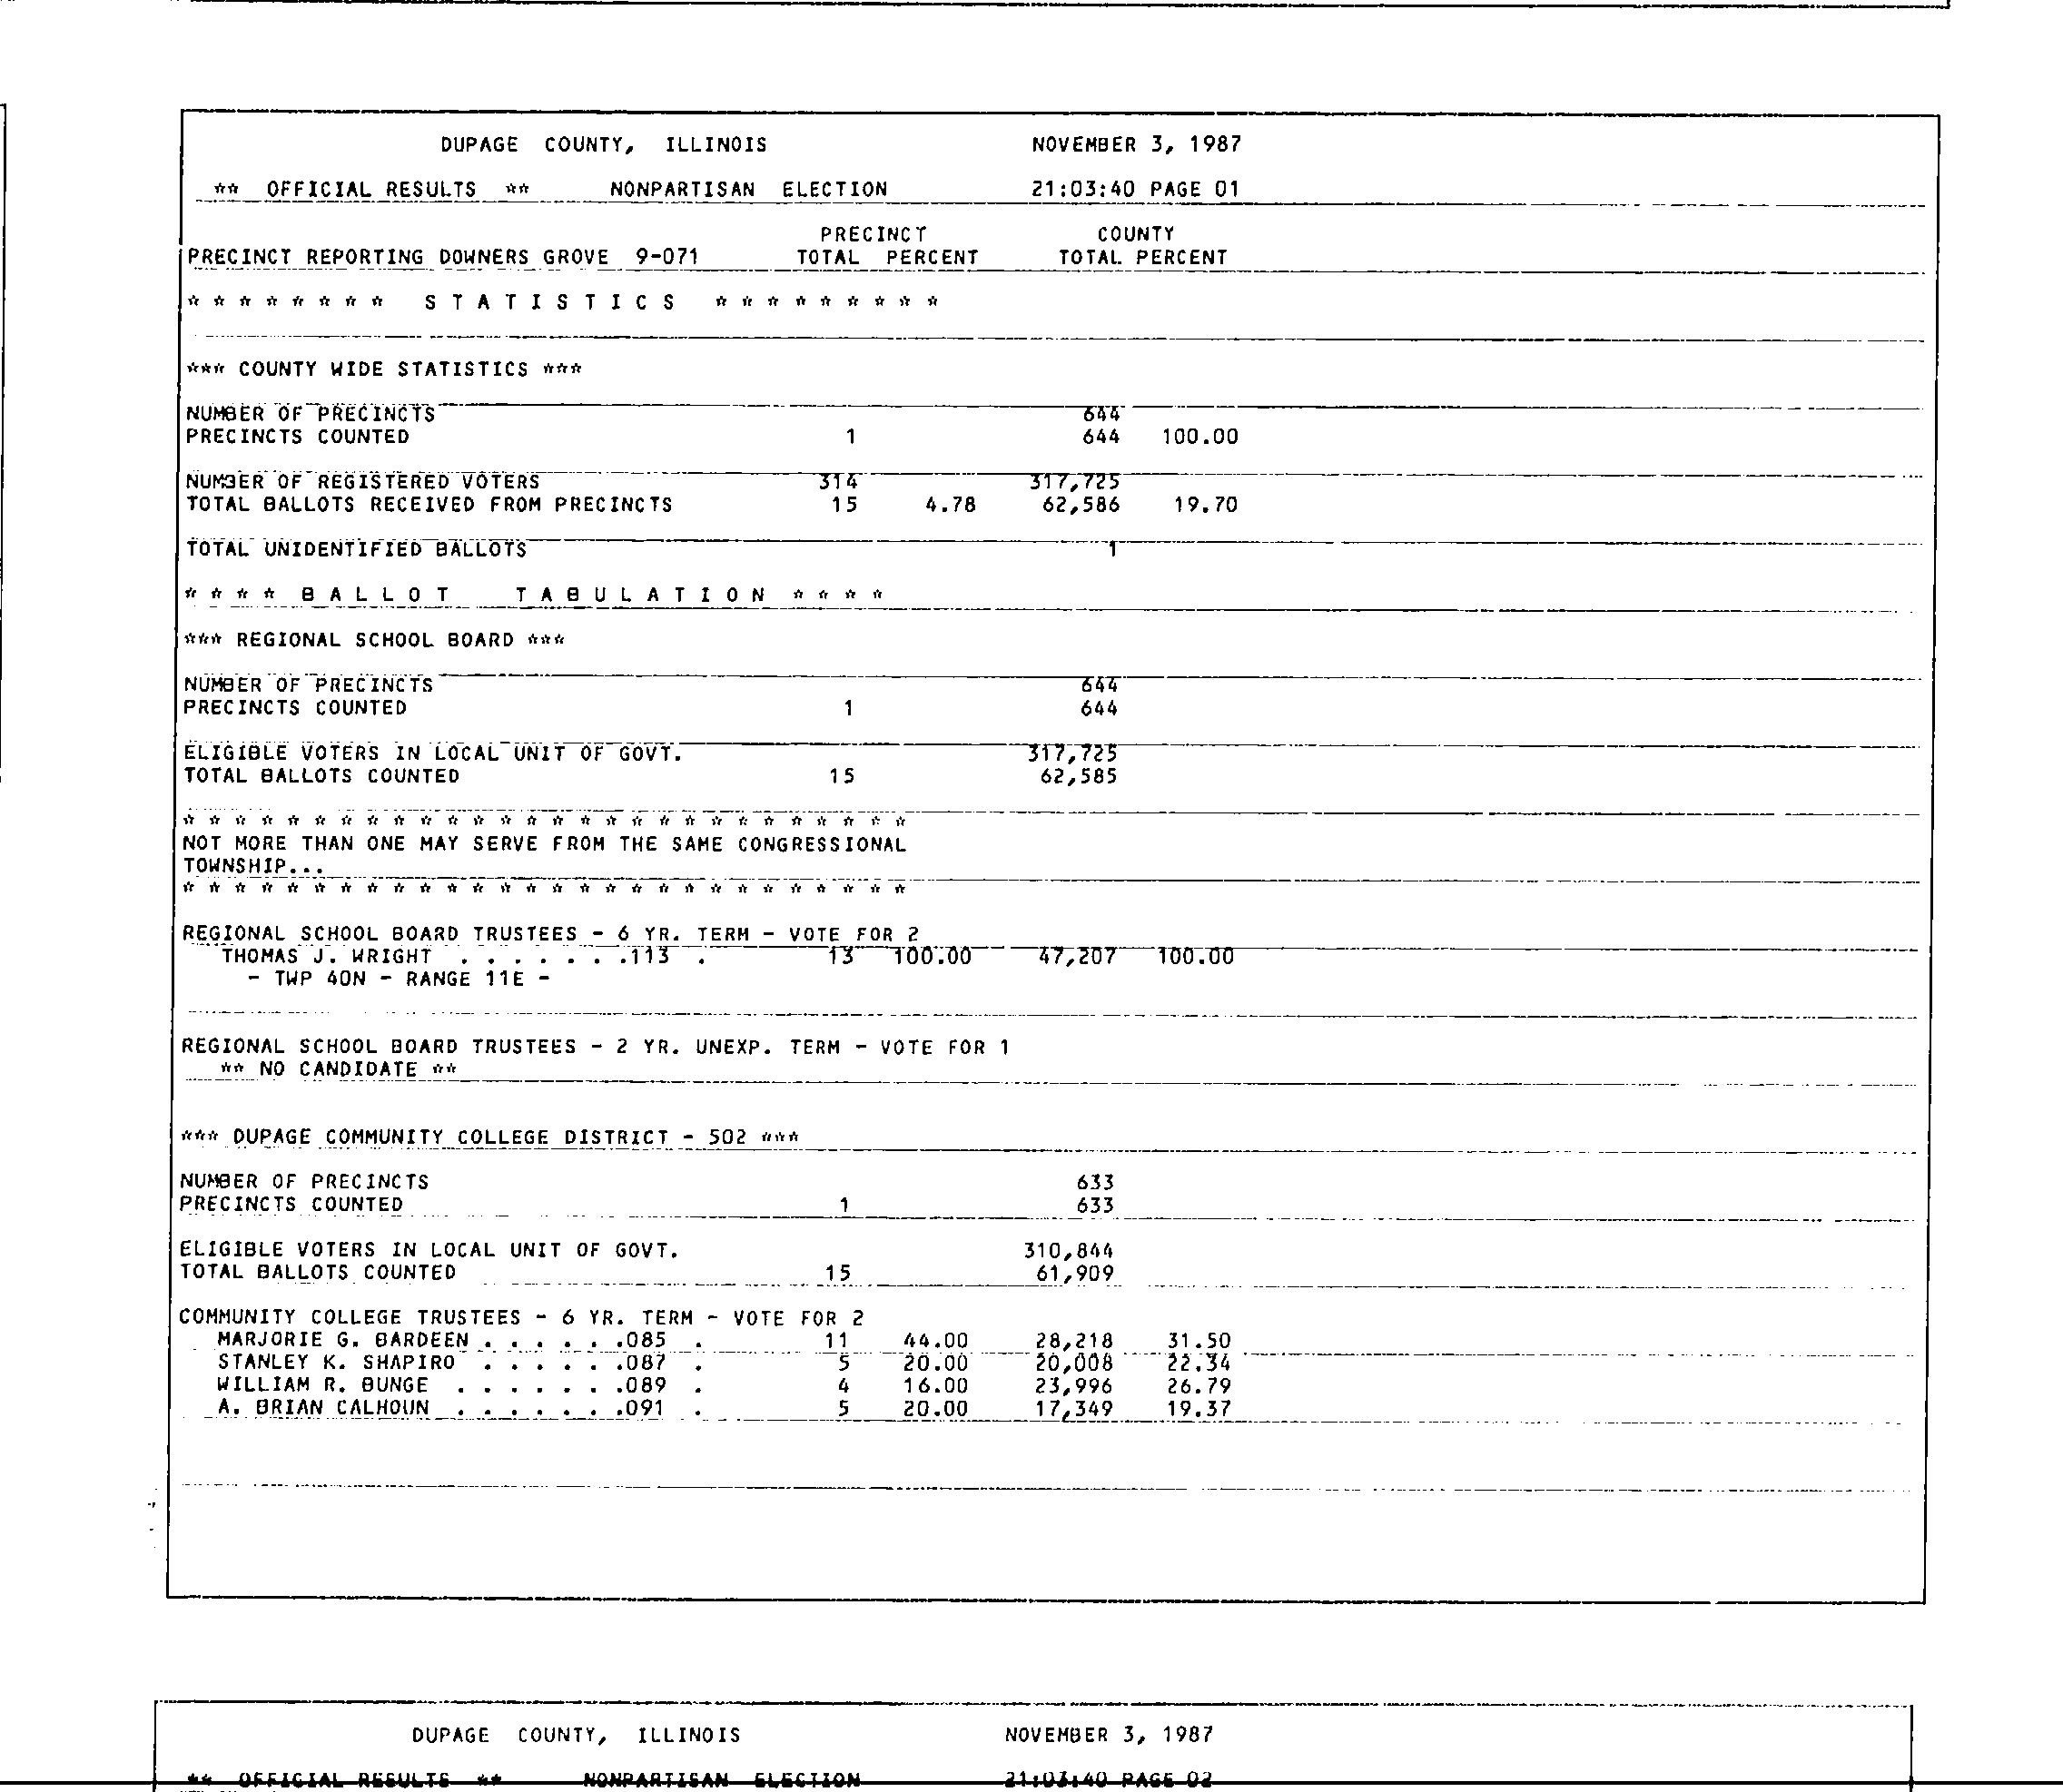 DUPAGE COUNTY, ILLINOIS NOVEMBER 3, 1987
** OFFICIAL RESULTS ** NONPARTISAN ELECTION 21:03:40 PAGE 01
PRECINCT COUNTY
PRECINCT REPORTING DOWNERS GROVE 9-071 TOTAL PERCENT TOTAL PERCENT
* * * * * * * * S T A T I S T I C S * * * * * * * * *
*** COUNTY WIDE STATISTICS ***
NUMBER OF PRECINCTS 644
PRECINCTS COUNTED 1 644 100.00
NUMBER OF REGISTERED VOTERS 314 317,725
TOTAL BALLOTS RECEIVED FROM PRECINCTS 15 4.78 62,586 19.70
TOTAL UNIDENTIFIED BALLOTS 1
* * * * B A L L O T T A B U L A T I O N * * * *
*** REGIONAL SCHOOL BOARD ***
NUMBER OF PRECINCTS 644
PRECINCTS COUNTED 1 644
ELIGIBLE VOTERS IN LOCAL UNIT OF GOVT. 317,725
TOTAL BALLOTS COUNTED 15 62,585
* * * * * * * * * * * * * * * * * * * * * * * * * * * *
NOT MORE THAN ONE MAY SERVE FROM THE SAME CONGRESSIONAL
TOWNSHIP...
* * * * * * * * * * * * * * * * * * * * * * * * * * * *
REGIONAL SCHOOL BOARD TRUSTEES - 6 YR. TERM - VOTE FOR 2
THOMAS J. WRIGHT . . . . . . .113 . 13 100.00 47,207 100.00
- TWP 40N - RANGE 11E -
REGIONAL SCHOOL BOARD TRUSTEES - 2 YR. UNEXP. TERM - VOTE FOR 1
** NO CANDIDATE **
*** DUPAGE COMMUNITY COLLEGE DISTRICT - 502 ***
NUMBER OF PRECINCTS 633
PRECINCTS COUNTED 1 633
ELIGIBLE VOTERS IN LOCAL UNIT OF GOVT. 310,844
TOTAL BALLOTS COUNTED 15 61,909
COMMUNITY COLLEGE TRUSTEES - 6 YR. TERM - VOTE FOR 2
MARJORIE G. BARDEEN . . . . . .085 . 11 44.00 28,218 31.50
STANLEY K. SHAPIRO . . . . . .087 . 5 20.00 20,008 22.34
WILLIAM R. BUNGE . . . . . . .089 . 4 16.00 23,996 26.79
A. BRIAN CALHOUN . . . . . . .091 . 5 20.00 17,349 19.37
DUPAGE COUNTY, ILLINOIS NOVEMBER 3, 1987
** OFFICIAL RESULTS ** NONPARTISAN ELECTION 21:03:40 PAGE 02